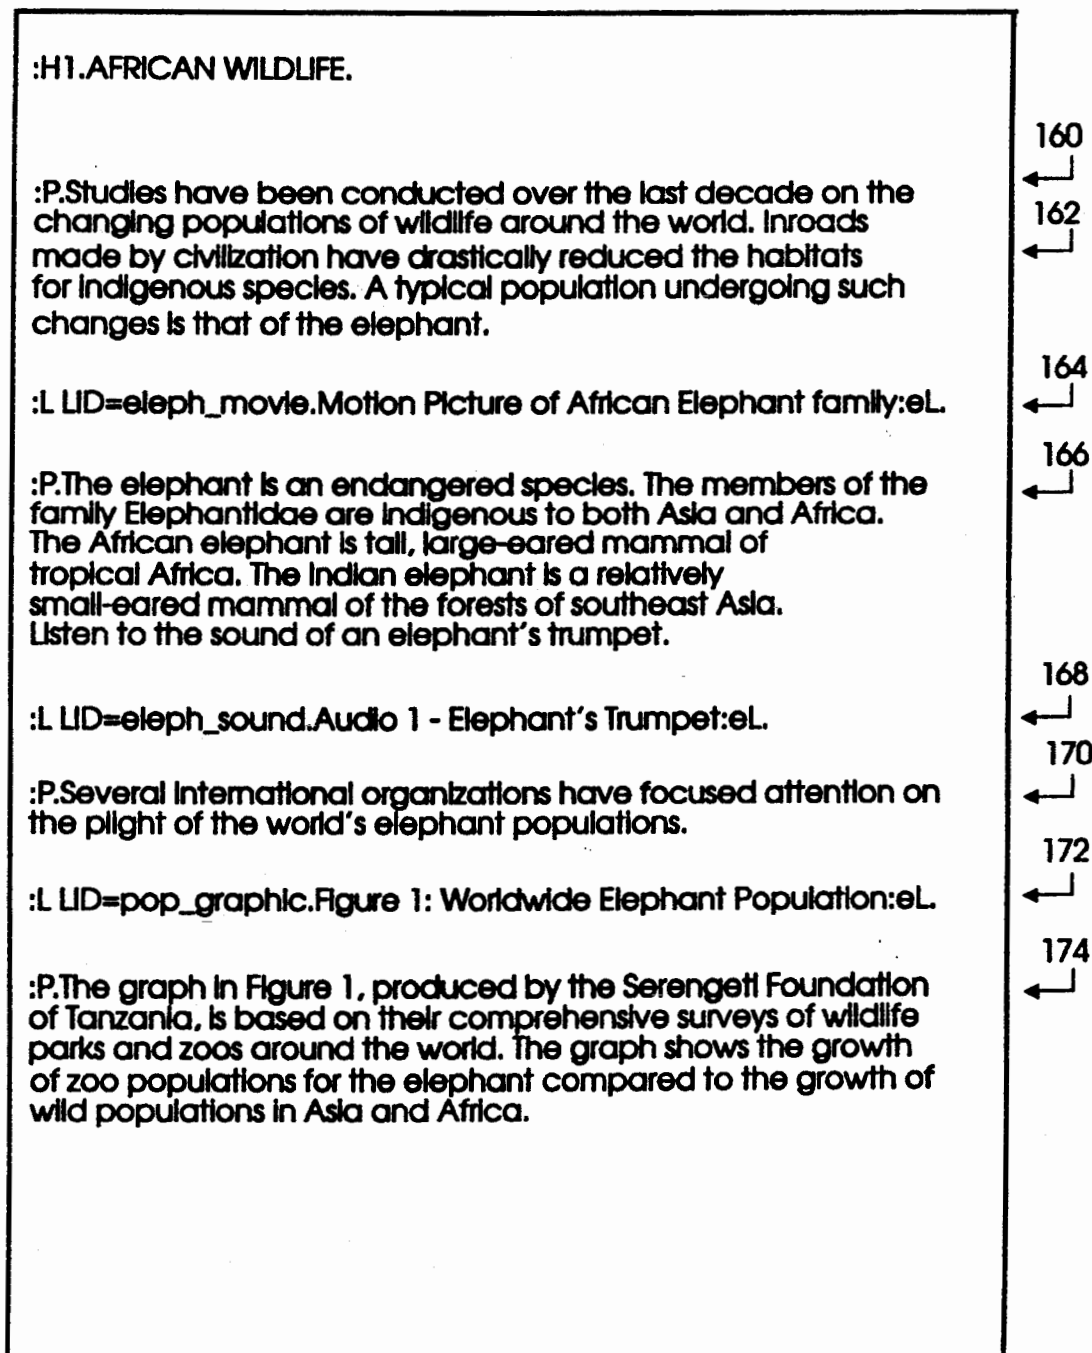 :H1.AFRICAN WILDLIFE.
160
:P.Studies have been conducted over the last decade on the
changing populations of wildlife around the world. Inroads
162
made by civilization have drastically reduced the habitats
for indigenous species. A typical population undergoing such
changes is that of the elephant.
164
:L LID=eleph_movie.Motion Picture of African Elephant family:eL.
166
:P.The elephant is an endangered species. The members of the
family Elephantidae are indigenous to both Asia and Africa.
The African elephant is tall, large-eared mammal of
tropical Africa. The Indian elephant is a relatively
small-eared mammal of the forests of southeast Asia.
Listen to the sound of an elephant's trumpet.
168
:L LID=eleph_sound.Audio 1 - Elephant's Trumpet:eL.
170
:P.Several international organizations have focused attention on
the plight of the world's elephant populations.
172
:L LID=pop_graphic.Figure 1: Worldwide Elephant Population:eL.
174
:P.The graph in Figure 1, produced by the Serengeti Foundation
of Tanzania, is based on their comprehensive surveys of wildlife
parks and zoos around the world. The graph shows the growth
of zoo populations for the elephant compared to the growth of
wild populations in Asia and Africa.